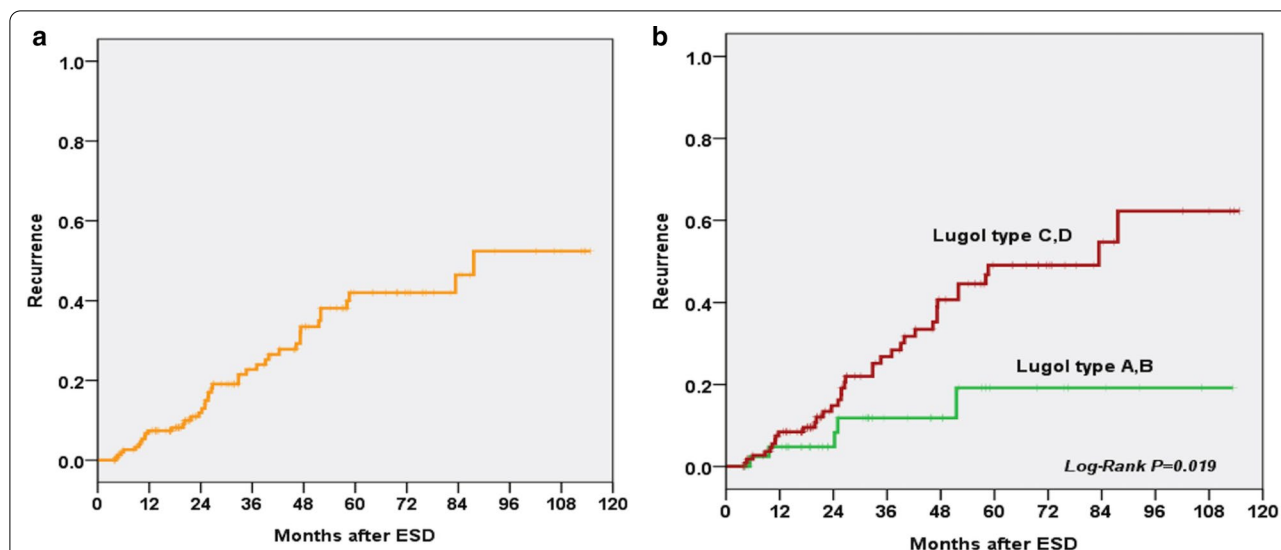 a
1.0
0.8
0.6
0.4
0.2
0.0
Recurrence
0 12 24 36 48 60 72 84 96 108 120
Months after ESD
b
1.0
0.8
0.6
0.4
0.2
0.0
Recurrence
Lugol type C,D
Lugol type A,B
Log-Rank P=0.019
0 12 24 36 48 60 72 84 96 108 120
Months after ESD